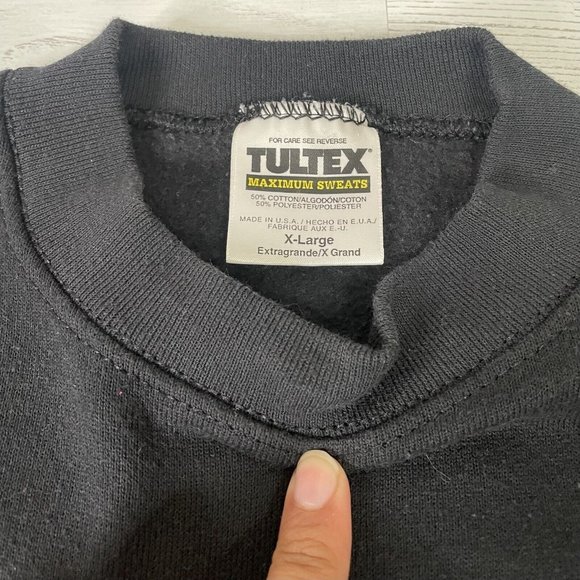 FOR CARE SEE REVERSE
TULTEX®
MAXIMUM SWEATS
50% COTTON/ALGODÓN/COTON
50% POLYESTER/POLIESTER
MADE IN U.S.A. / HECHO EN E.U.A./
FABRIQUE AUX E.-U.
X-Large
Extragrande/X Grand